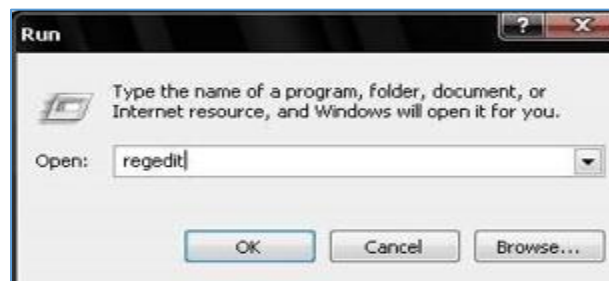 Run
?
X
Type the name of a program, folder, document, or
Internet resource, and Windows will open it for you.
Open: regedit
OK Cancel Browse...